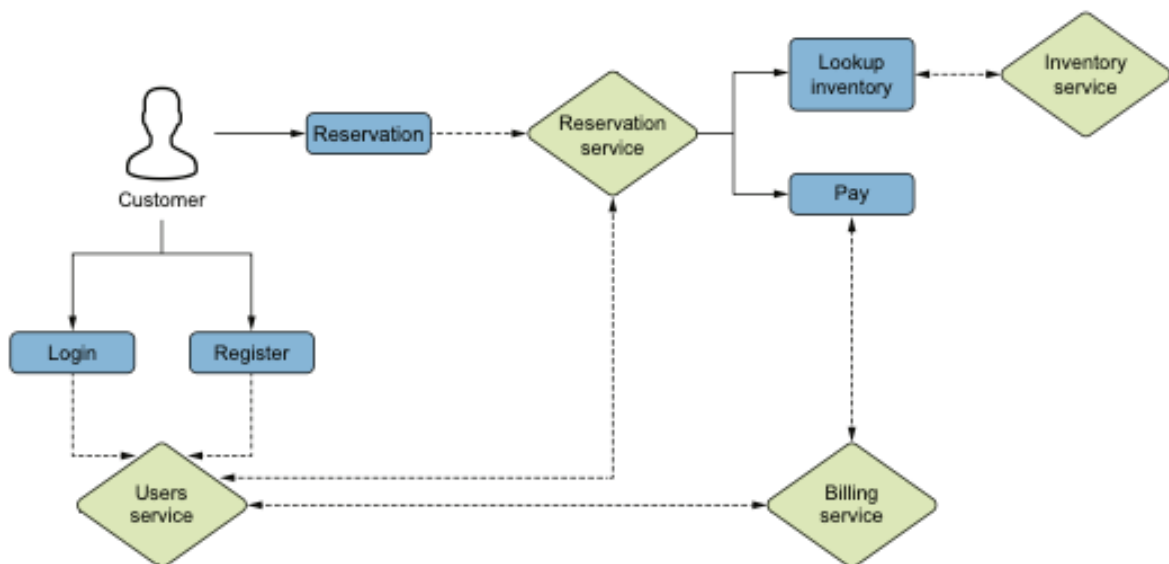 Lookup
inventory
Inventory
service
Reservation
Reservation
service
Customer
Pay
Login
Register
Users
service
Billing
service